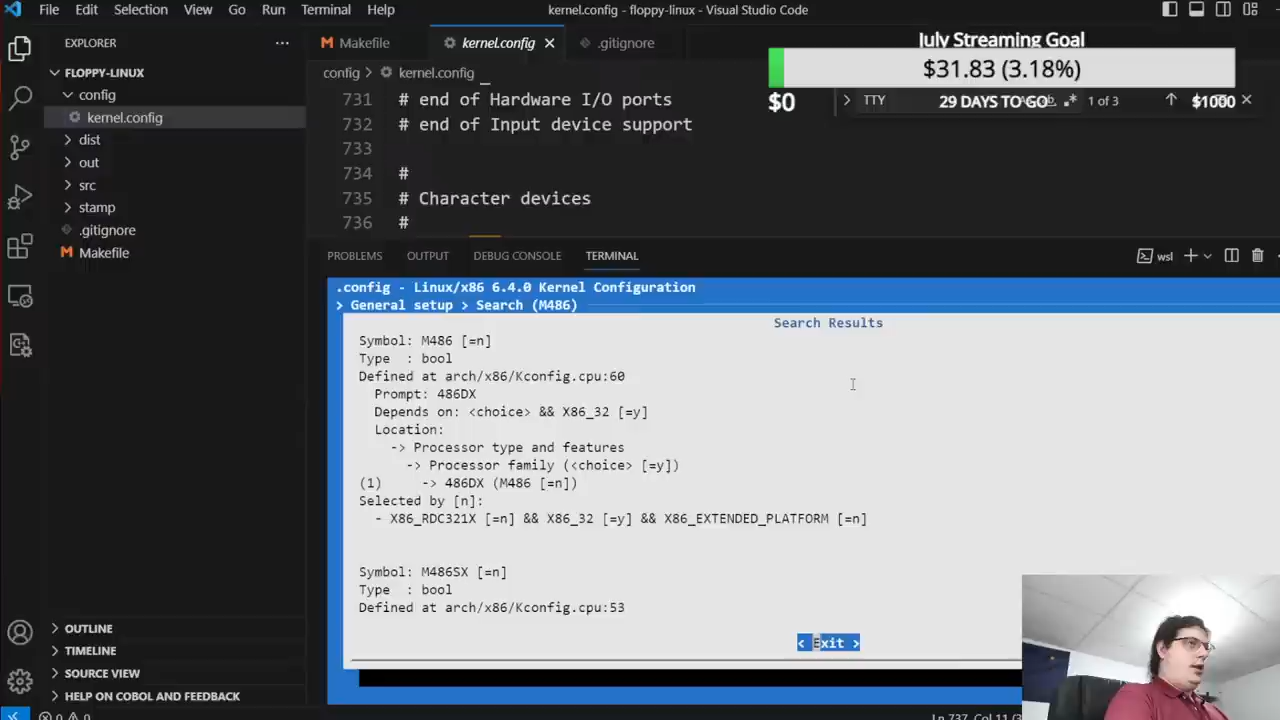 File Edit Selection View Go Run Terminal Help
kernel.config - floppy-linux - Visual Studio Code
EXPLORER
FLOPPY-LINUX
config
kernel.config
dist
out
src
stamp
.gitignore
Makefile
OUTLINE
TIMELINE
SOURCE VIEW
HELP ON COBOL AND FEEDBACK
Makefile
kernel.config
.gitignore
config > kernel.config
July Streaming Goal
$31.83 (3.18%)
$0
29 DAYS TO GO
$1000
TTY
1 of 3
731 # end of Hardware I/O ports
732 # end of Input device support
733
734 #
735 # Character devices
736 #
PROBLEMS OUTPUT DEBUG CONSOLE TERMINAL
wsl
.config - Linux/x86 6.4.0 Kernel Configuration
> General setup > Search (M486)
Search Results
Symbol: M486 [=n]
Type : bool
Defined at arch/x86/Kconfig.cpu:60
Prompt: 486DX
Depends on: <choice> && X86_32 [=y]
Location:
-> Processor type and features
-> Processor family (<choice> [=y])
(1) -> 486DX (M486 [=n])
Selected by [n]:
- X86_RDC321X [=n] && X86_32 [=y] && X86_EXTENDED_PLATFORM [=n]
Symbol: M486SX [=n]
Type : bool
Defined at arch/x86/Kconfig.cpu:53
< Exit >
Ln 737, Col 11